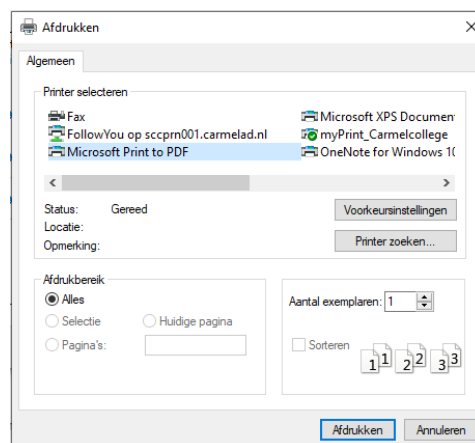 Afdrukken
Algemeen
Printer selecteren
Fax
FollowYou op sccprn001.carmelad.nl
Microsoft Print to PDF
Microsoft XPS Documen
myPrint_Carmelcollege
OneNote for Windows 10
Status: Gereed
Locatie:
Opmerking:
Voorkeursinstellingen
Printer zoeken...
Afdrukbereik
Alles
Selectie Huidige pagina
Pagina's:
Aantal exemplaren: 1
Sorteren
1 1 2 2 3 3
Afdrukken Annuleren